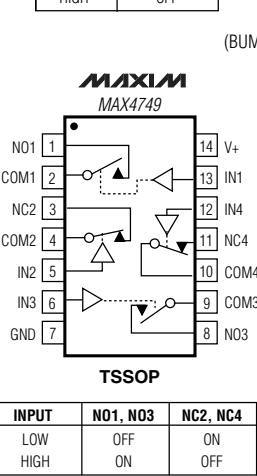 HIGH OFF
(BUM
MAXIM
MAX4749
NO1 1 14 V+
COM1 2 13 IN1
NC2 3 12 IN4
COM2 4 11 NC4
IN2 5 10 COM4
IN3 6 9 COM3
GND 7 8 NO3
TSSOP
INPUT NO1, NO3 NC2, NC4
LOW OFF ON
HIGH ON OFF